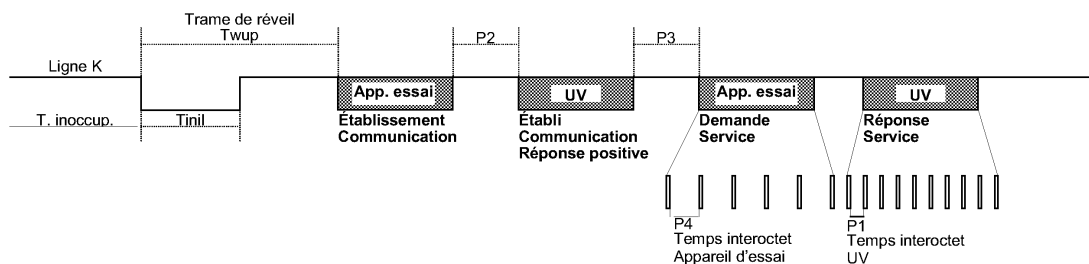 Trame de réveil
Twup
P2
P3
Ligne K
App. essai
UV
App. essai
UV
T. inoccup.
Tinil
Établissement
Communication
Établi
Communication
Réponse positive
Demande
Service
Réponse
Service
P4
Temps interoctet
Appareil d'essai
P1
Temps interoctet
UV